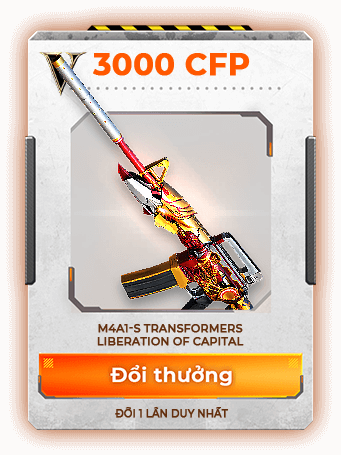 3000 CFP
M4A1-S TRANSFORMERS
LIBERATION OF CAPITAL
Đổi thưởng
ĐỔI 1 LẦN DUY NHẤT